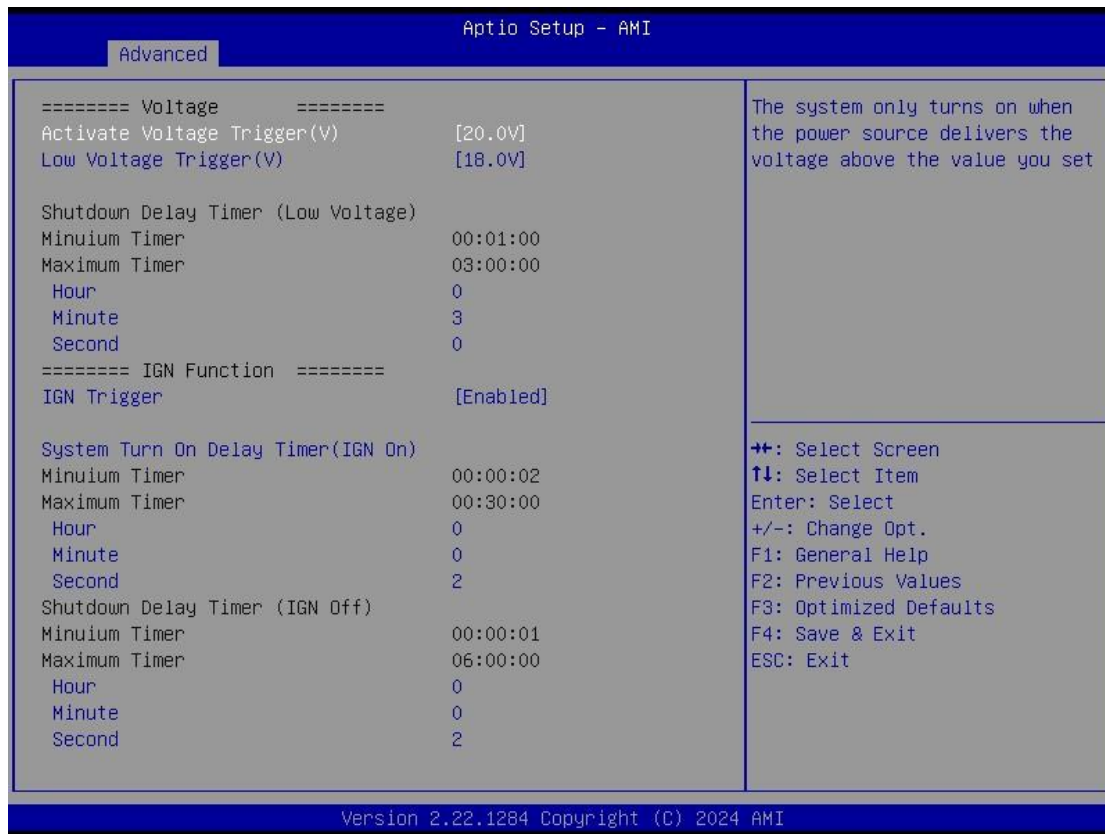 Aptio Setup - AMI
Advanced
======== Voltage ========
Activate Voltage Trigger(V) [20.0V]
Low Voltage Trigger(V) [18.0V]
Shutdown Delay Timer (Low Voltage)
Minuium Timer 00:01:00
Maximum Timer 03:00:00
Hour 0
Minute 3
Second 0
======== IGN Function ========
IGN Trigger [Enabled]
System Turn On Delay Timer(IGN On)
Minuium Timer 00:00:02
Maximum Timer 00:30:00
Hour 0
Minute 0
Second 2
Shutdown Delay Timer (IGN Off)
Minuium Timer 00:00:01
Maximum Timer 06:00:00
Hour 0
Minute 0
Second 2
The system only turns on when
the power source delivers the
voltage above the value you set
→←: Select Screen
↑↓: Select Item
Enter: Select
+/-: Change Opt.
F1: General Help
F2: Previous Values
F3: Optimized Defaults
F4: Save & Exit
ESC: Exit
Version 2.22.1284 Copyright (C) 2024 AMI